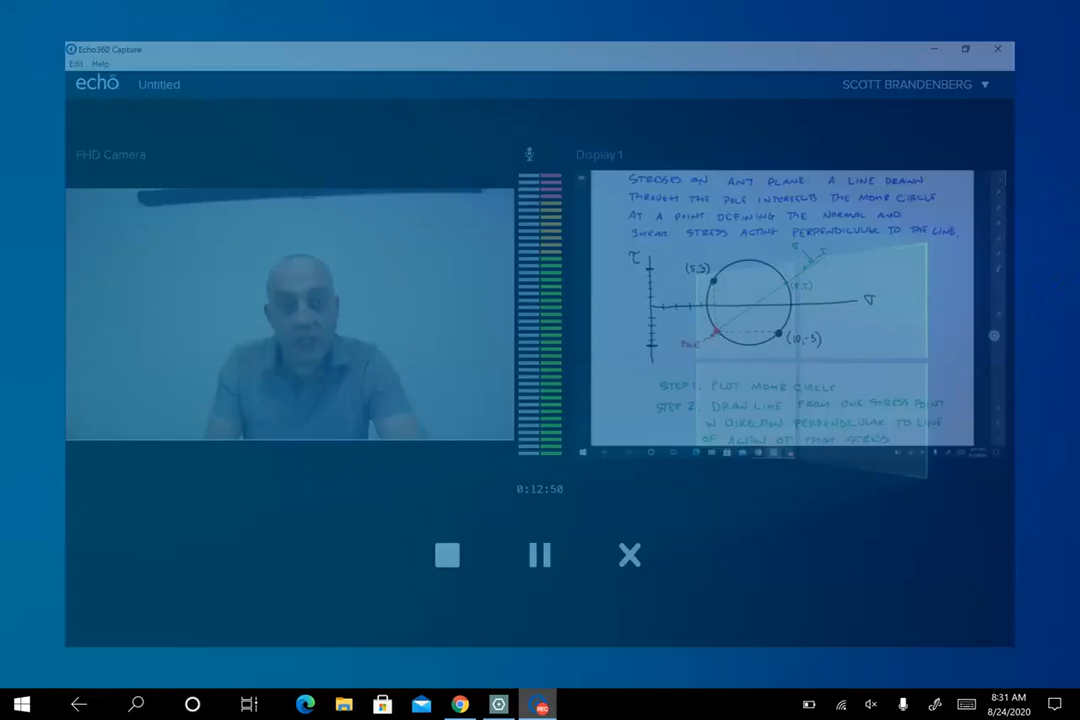 Echo360 Capture
Edit Help
echo Untitled
SCOTT BRANDENBERG
FHD Camera
Display 1
STRESSES ON ANY PLANE. A LINE DRAWN
THROUGH THE POLE INTERSECTS THE MOHR CIRCLE
AT A POINT DEFINING THE NORMAL AND
SHEAR STRESS ACTING PERPENDICULAR TO THE LINE.
τ
(5,3)
σ
POLE
(10,-3)
STEP 1. PLOT MOHR CIRCLE
STEP 2. DRAW LINE FROM ONE STRESS POINT
IN DIRECTION PERPENDICULAR TO LINE
OF ACTION OF THAT STRESS
0:12:50
REC
8:31 AM
8/24/2020